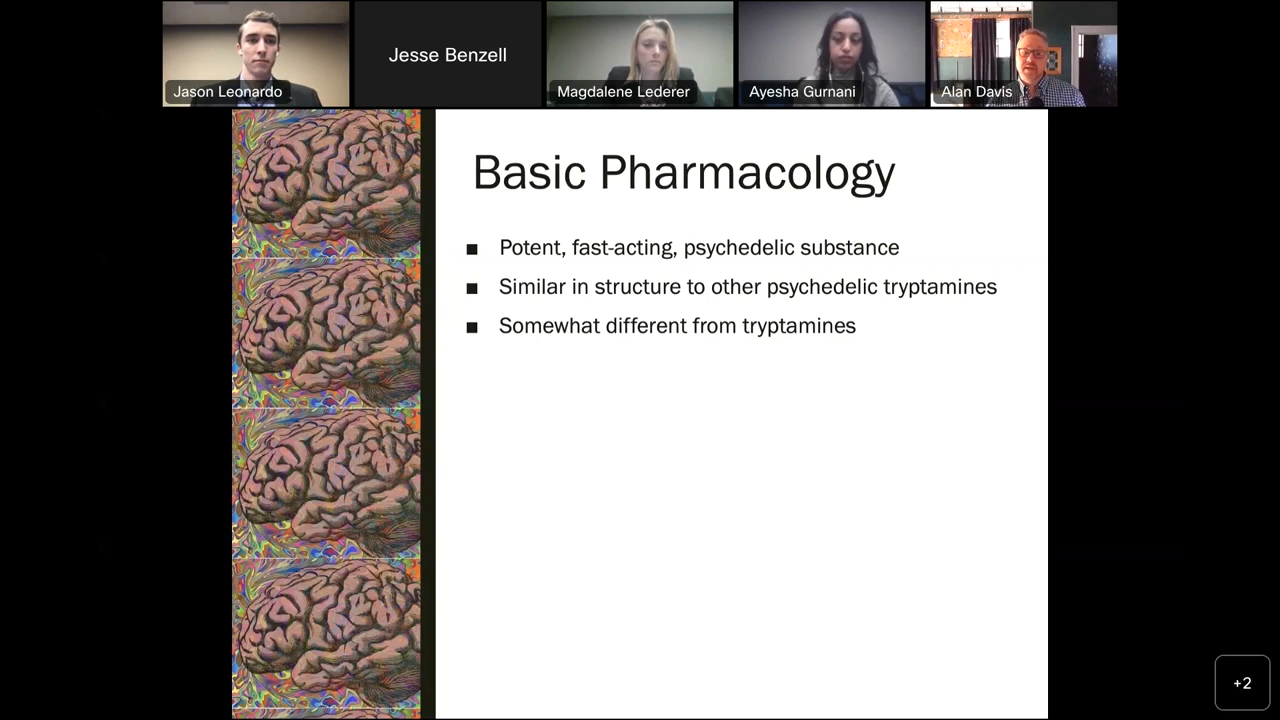 Jesse Benzell
Jason Leonardo
Magdalene Lederer
Ayesha Gurnani
Alan Davis
Basic Pharmacology
■ Potent, fast-acting, psychedelic substance
■ Similar in structure to other psychedelic tryptamines
■ Somewhat different from tryptamines
+2